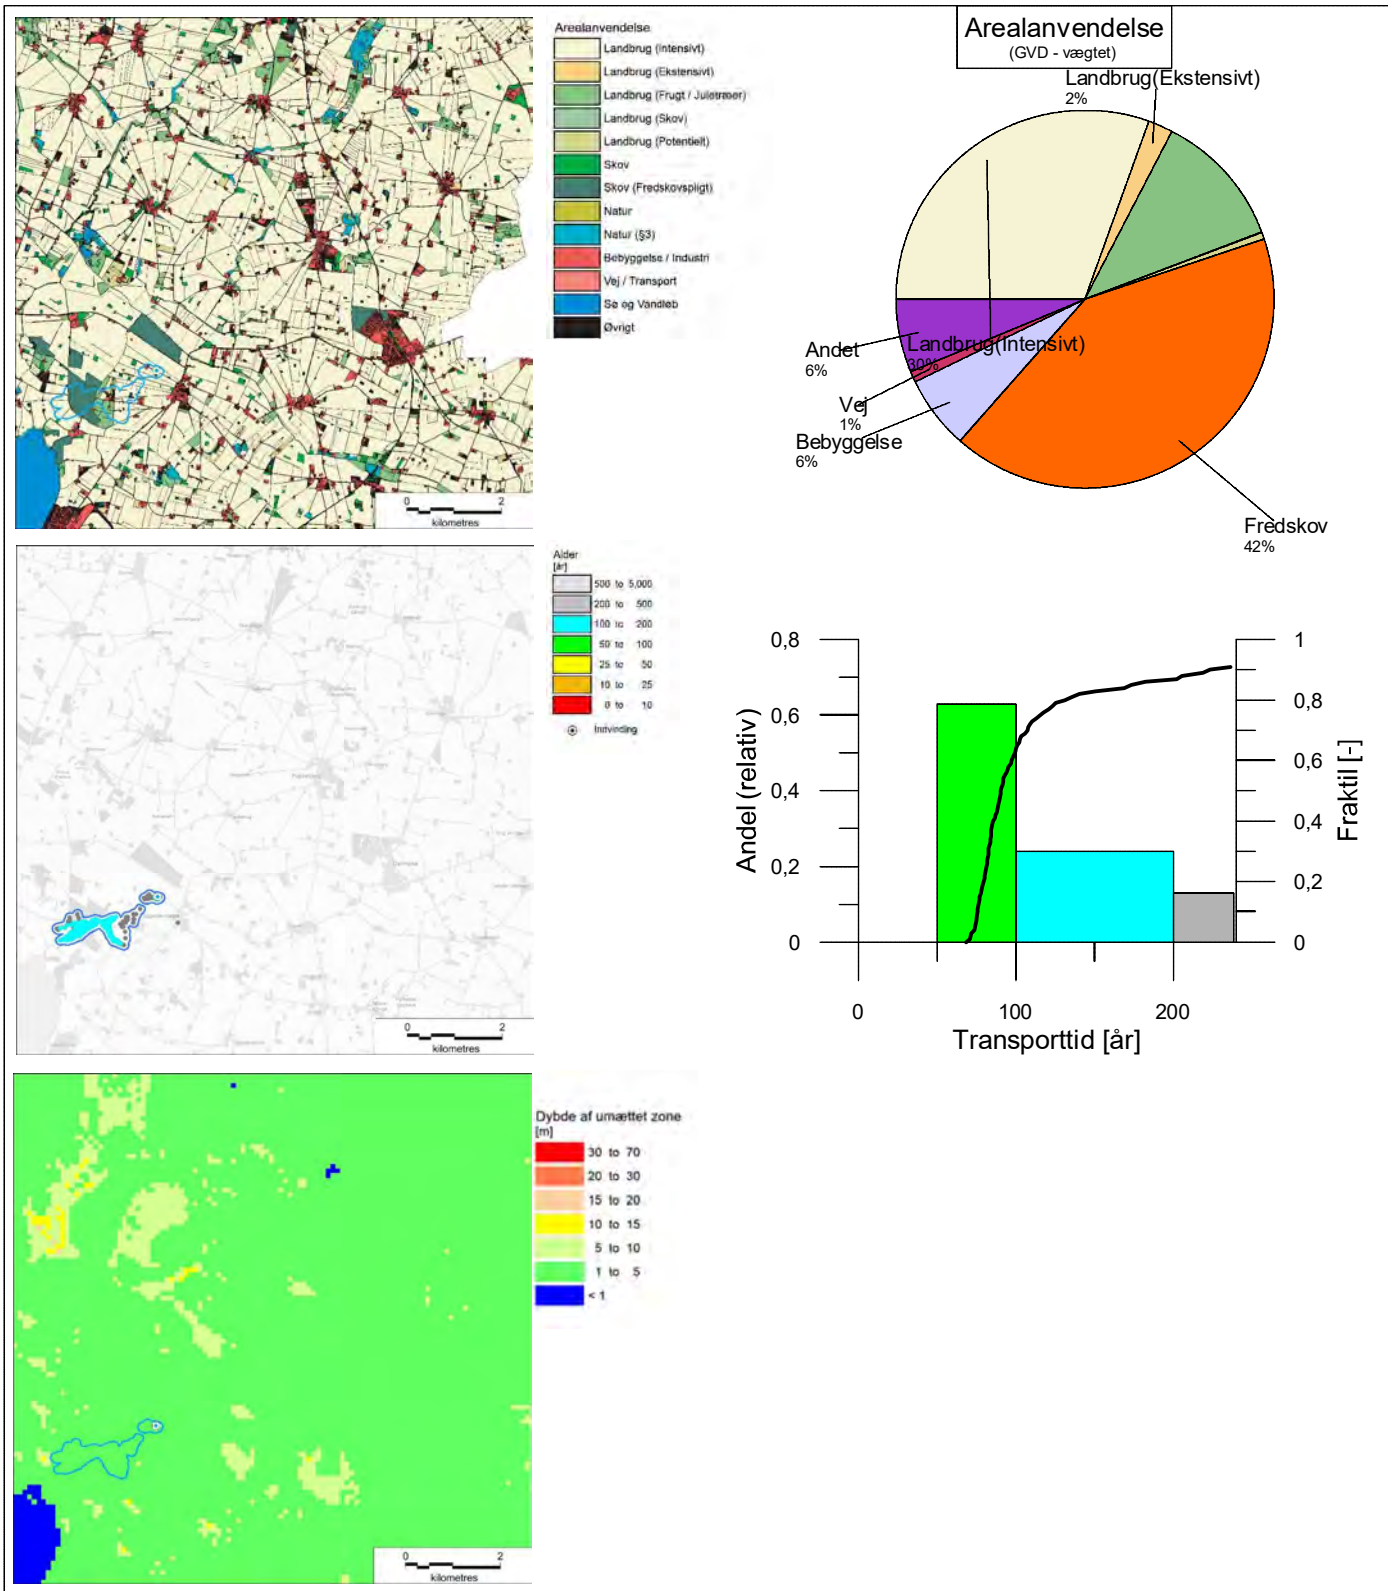 Arealanvendelse
Landbrug (Intensivt)
Landbrug (Ekstensivt)
Landbrug (Frugt / Juletræer)
Landbrug (Skov)
Landbrug (Potentielt)
Skov
Skov (Fredskovspligt)
Natur
Natur (§3)
Bebyggelse / Industri
Vej / Transport
Sø og Vandløb
Øvrigt
0 2
kilometres
Arealanvendelse
(GVD - vægtet)
Landbrug(Ekstensivt)
2%
Andet
6%
Landbrug(Intensivt)
30%
Vej
1%
Bebyggelse
6%
Fredskov
42%
Alder
[år]
500 to 5,000
200 to 500
100 to 200
50 to 100
25 to 50
10 to 25
0 to 10
Indvinding
0 2
kilometres
0,8
0,6
0,4
0,2
0
Andel (relativ)
1
0,8
0,6
0,4
0,2
0
Fraktil [-]
0 100 200
Transporttid [år]
Dybde af umættet zone
[m]
30 to 70
20 to 30
15 to 20
10 to 15
5 to 10
1 to 5
< 1
0 2
kilometres